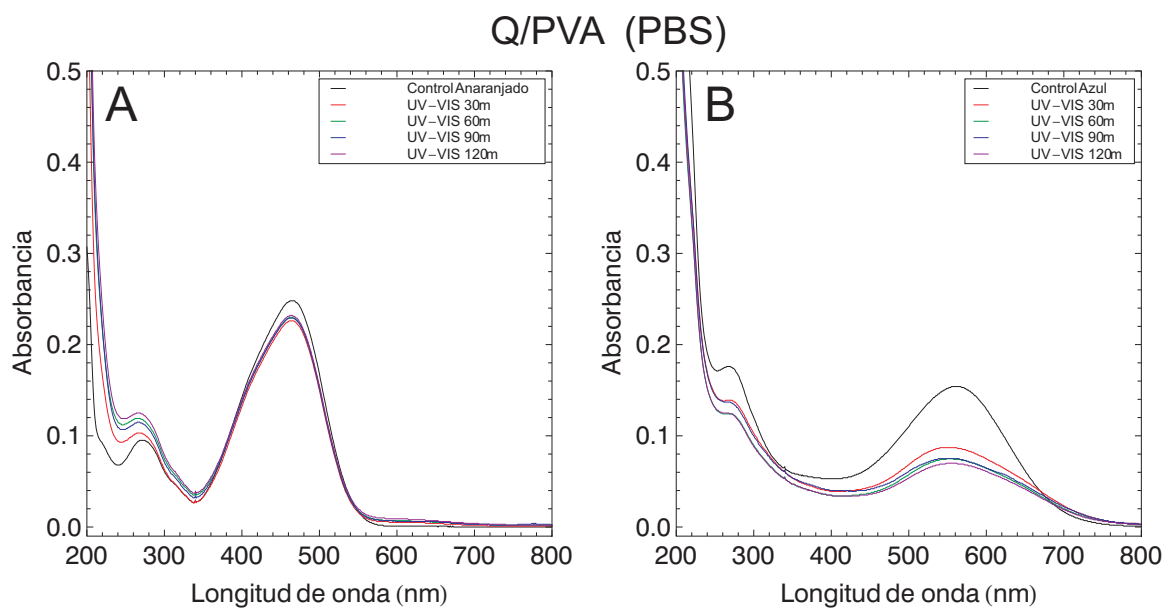 Q/PVA (PBS)
A
Control Anaranjado
UV-VIS 30m
UV-VIS 60m
UV-VIS 90m
UV-VIS 120m
0.5
0.4
0.3
0.2
0.1
0.0
Absorbancia
200 300 400 500 600 700 800
Longitud de onda (nm)
B
Control Azul
UV-VIS 30m
UV-VIS 60m
UV-VIS 90m
UV-VIS 120m
0.5
0.4
0.3
0.2
0.1
0.0
Absorbancia
200 300 400 500 600 700 800
Longitud de onda (nm)